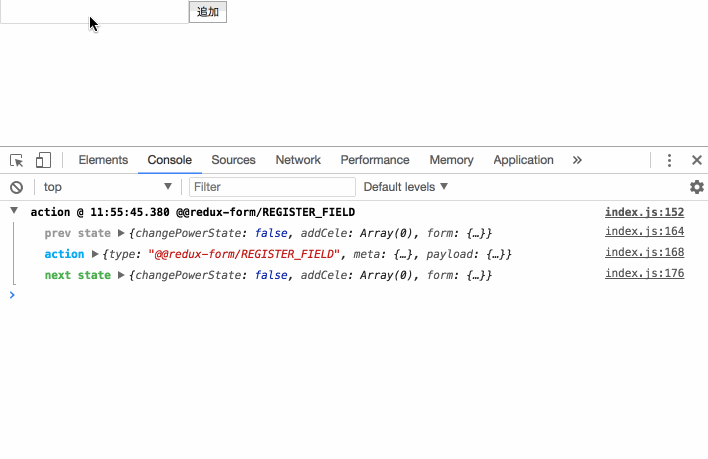 追加
Elements Console Sources Network Performance Memory Application »
top ▼ Filter Default levels ▼
▼ action @ 11:55:45.380 @@redux-form/REGISTER_FIELD index.js:152
prev state ▶{changePowerState: false, addCele: Array(0), form: {…}} index.js:164
action ▶{type: "@@redux-form/REGISTER_FIELD", meta: {…}, payload: {…}} index.js:168
next state ▶{changePowerState: false, addCele: Array(0), form: {…}} index.js:176
>